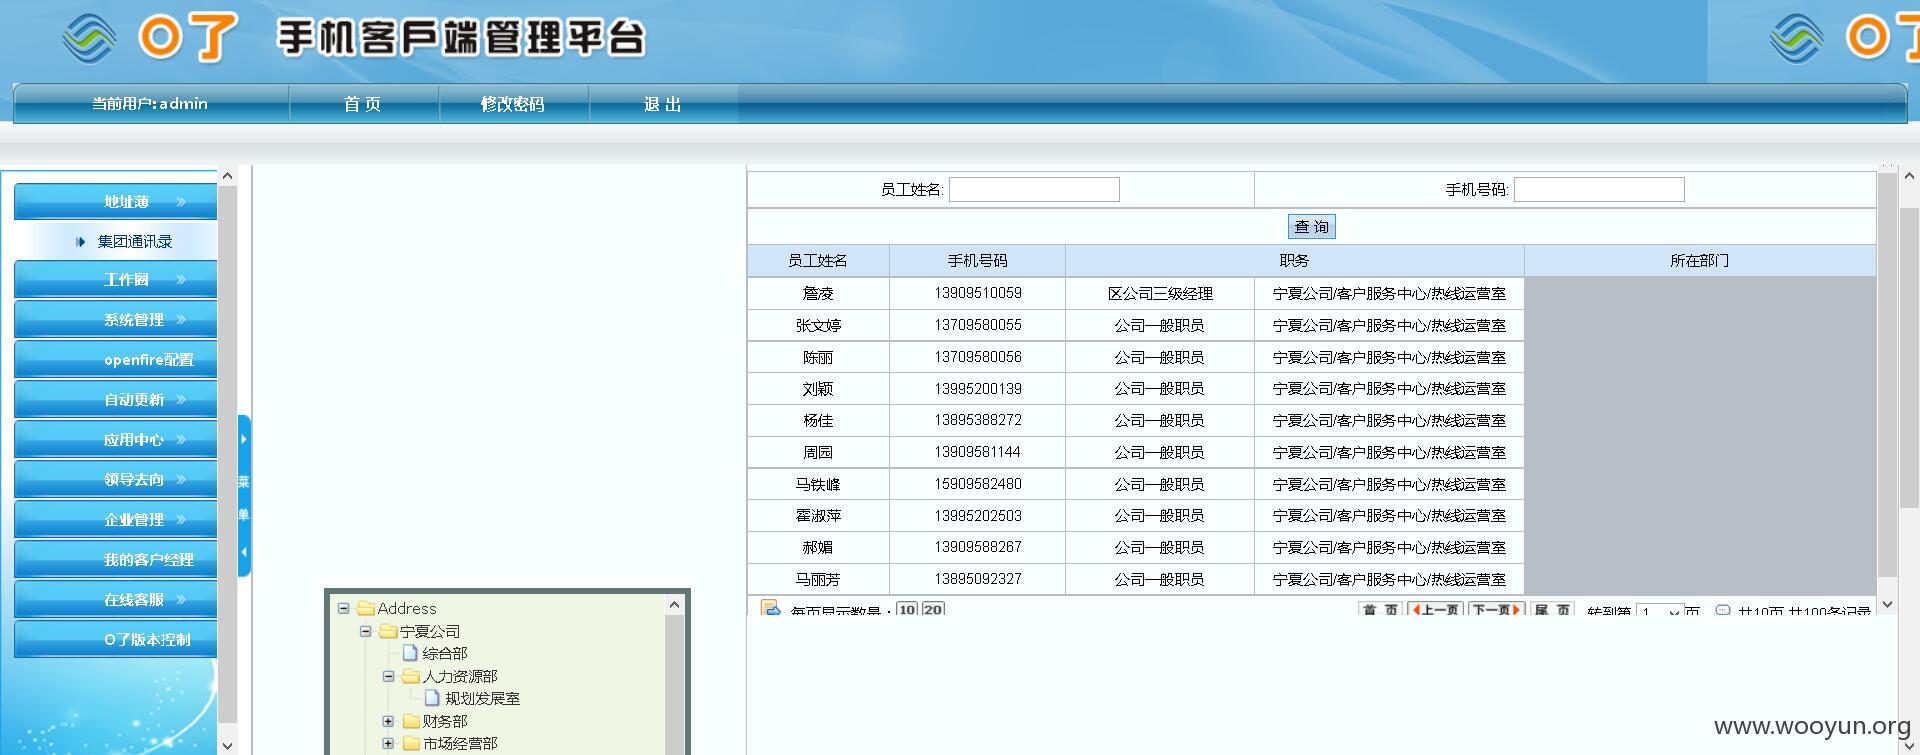 O了 手机客戶端管理平台
O了
当前用户:admin 首 页 修改密码 退 出
地址薄
集团通讯录
工作圈
系统管理
openfire配置
自动更新
应用中心
领导去向
企业管理
我的客户经理
在线客服
O了版本控制
菜单
Address
宁夏公司
综合部
人力资源部
规划发展室
财务部
市场经营部
员工姓名: 手机号码:
查 询
员工姓名 手机号码 职务 所在部门
詹凌 13909510059 区公司三级经理 宁夏公司/客户服务中心/热线运营室
张文婷 13709580055 公司一般职员 宁夏公司/客户服务中心/热线运营室
陈丽 13709580056 公司一般职员 宁夏公司/客户服务中心/热线运营室
刘颖 13995200139 公司一般职员 宁夏公司/客户服务中心/热线运营室
杨佳 13895388272 公司一般职员 宁夏公司/客户服务中心/热线运营室
周园 13909581144 公司一般职员 宁夏公司/客户服务中心/热线运营室
马铁峰 15909582480 公司一般职员 宁夏公司/客户服务中心/热线运营室
霍淑萍 13995202503 公司一般职员 宁夏公司/客户服务中心/热线运营室
郝媚 13909588267 公司一般职员 宁夏公司/客户服务中心/热线运营室
马丽芳 13895092327 公司一般职员 宁夏公司/客户服务中心/热线运营室
每页显示数量: 10 20 首 页 上一页 下一页 尾 页 转到第 1 页 共10页 共100条记录
www.wooyun.org